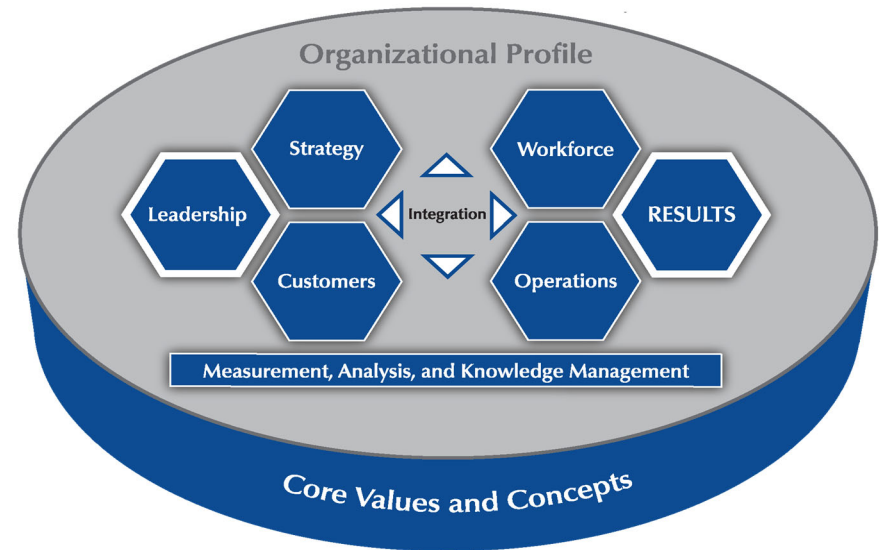 Organizational Profile
Strategy
Workforce
Leadership
Integration
RESULTS
Customers
Operations
Measurement, Analysis, and Knowledge Management
Core Values and Concepts